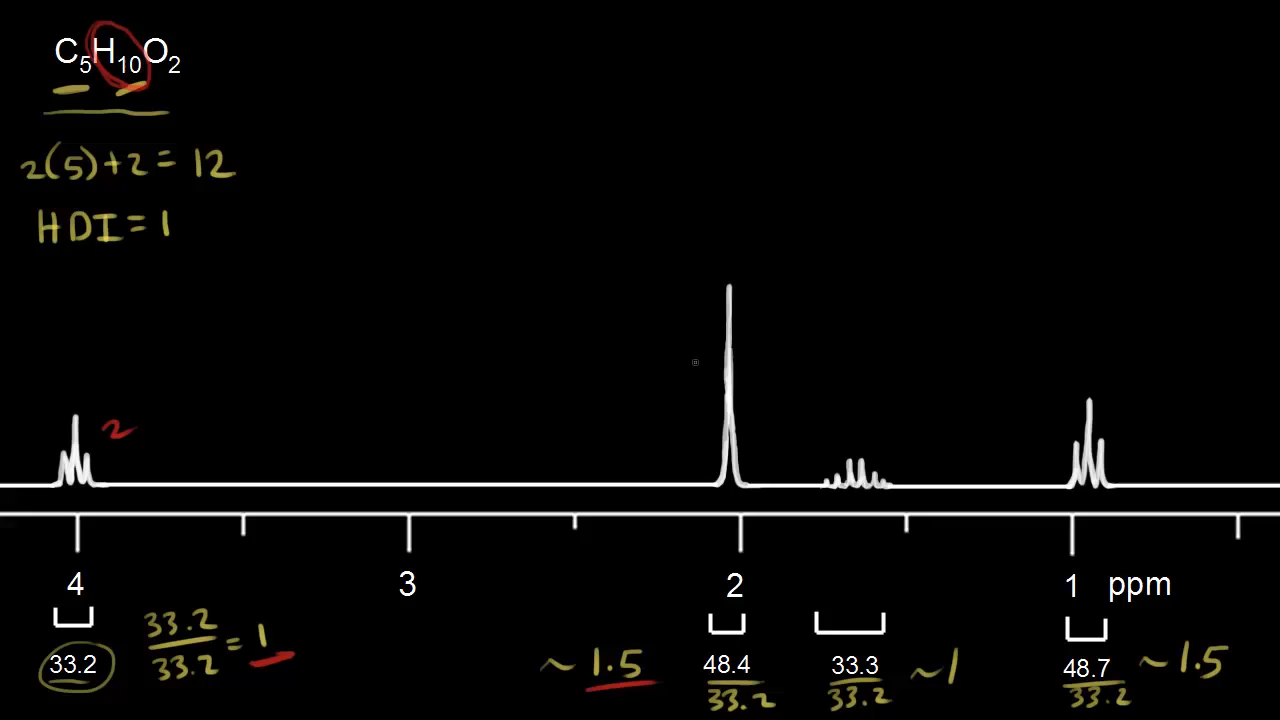 C5H10O2
2(5)+2=12
HDI=1
2
4 3 2 1 ppm
33.2 33.2/33.2 = 1 ~1.5 48.4/33.2 33.3/33.2 ~1 48.7/33.2 ~1.5